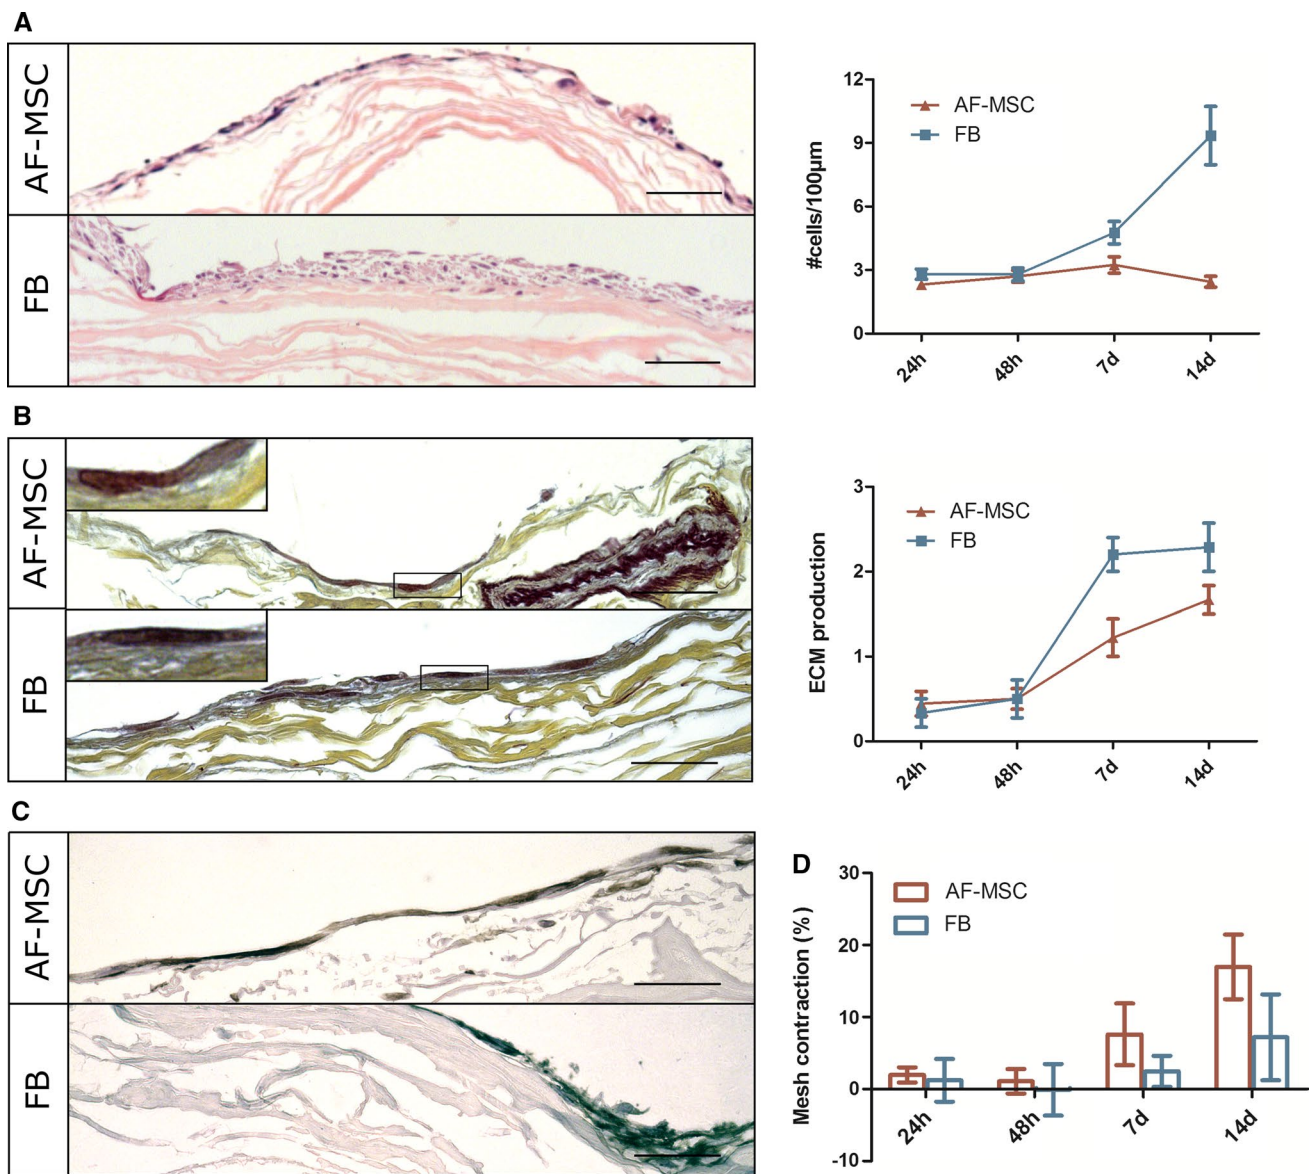 A
AF-MSC
FB
#cells/100µm
12
9
6
3
0
AF-MSC
FB
24h
48h
7d
14d
B
AF-MSC
FB
ECM production
3
2
1
0
AF-MSC
FB
24h
48h
7d
14d
C
AF-MSC
FB
D
Mesh contraction (%)
30
20
10
0
-10
AF-MSC
FB
24h
48h
7d
14d